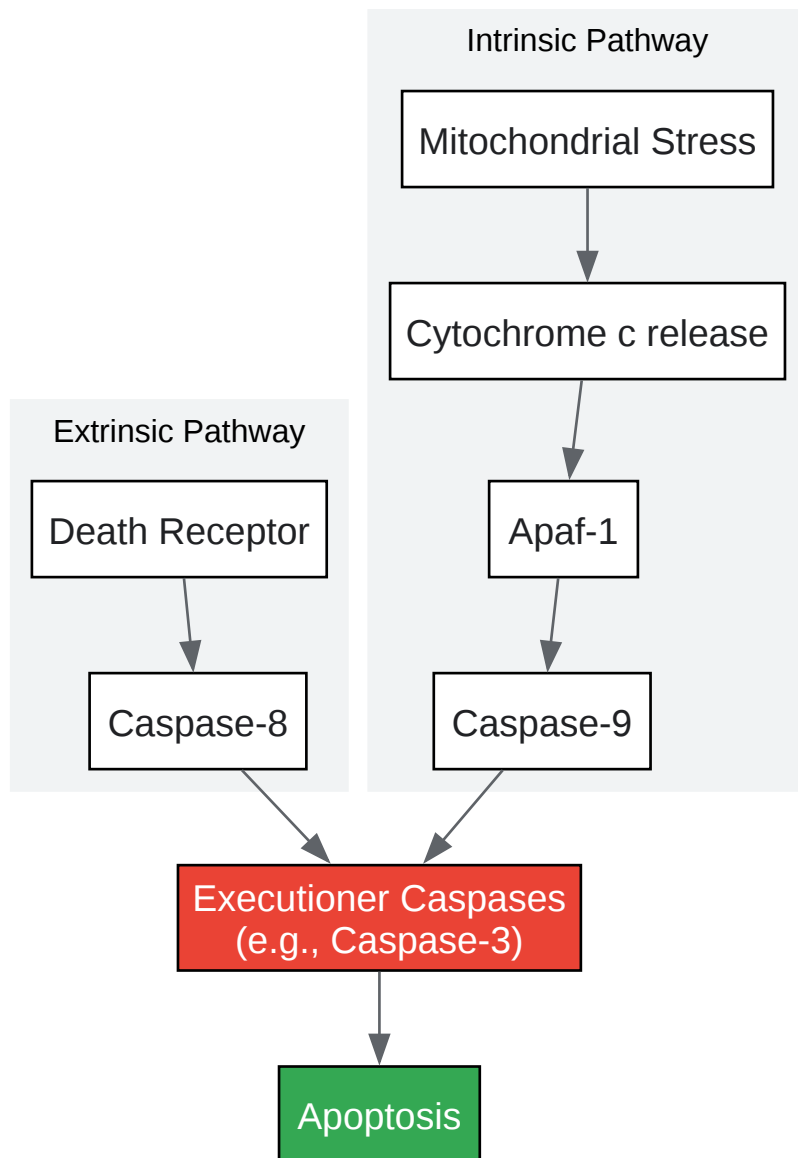 Intrinsic Pathway
Mitochondrial Stress
Cytochrome c release
Extrinsic Pathway
Death Receptor
Apaf-1
Caspase-8
Caspase-9
Executioner Caspases
(e.g., Caspase-3)
Apoptosis